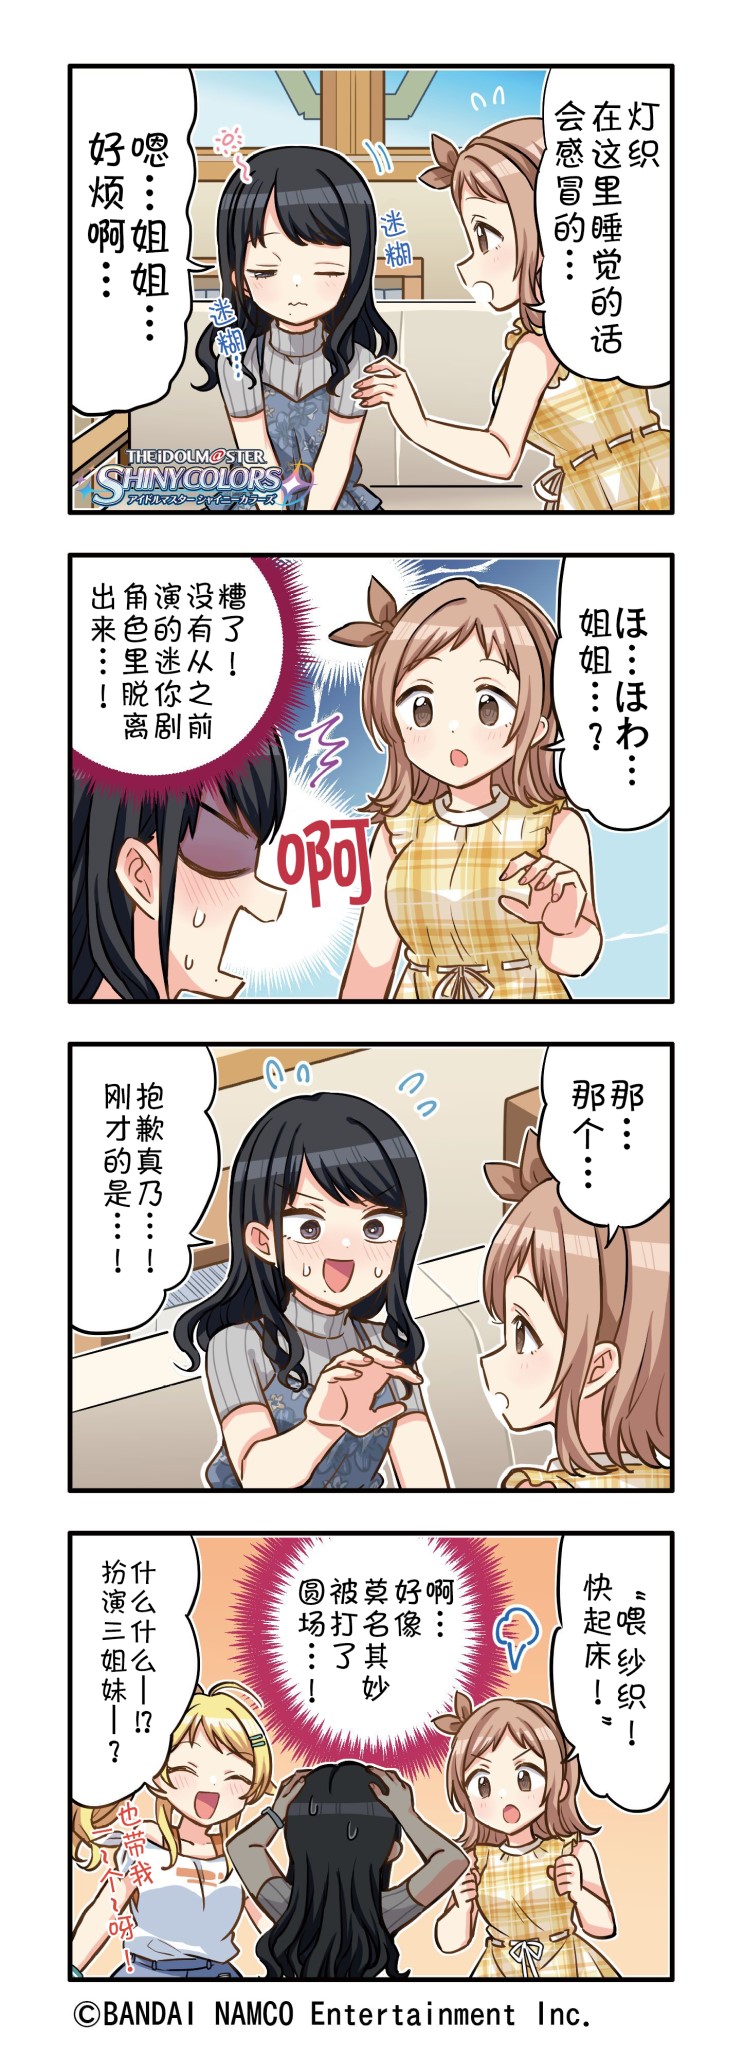 灯织
在这里睡觉的话
会感冒的…
迷糊
迷糊…
嗯…姐姐…
好烦啊…
THE iDOLM@STER
SHINY COLORS
アイドルマスター シャイニーカラーズ
ほ…ほわ…
姐姐…？
糟了！
没有从之前
演的迷你剧
角色里脱离
出来…！
啊
那…
那个…
抱歉真乃…！
刚才的是…！
“喂纱织！
快起床！”
啊…
好像
莫名其妙
被打了
圆场…！
什么什么—!?
扮演三姐妹—？
也带我
一个~呀！
©BANDAI NAMCO Entertainment Inc.